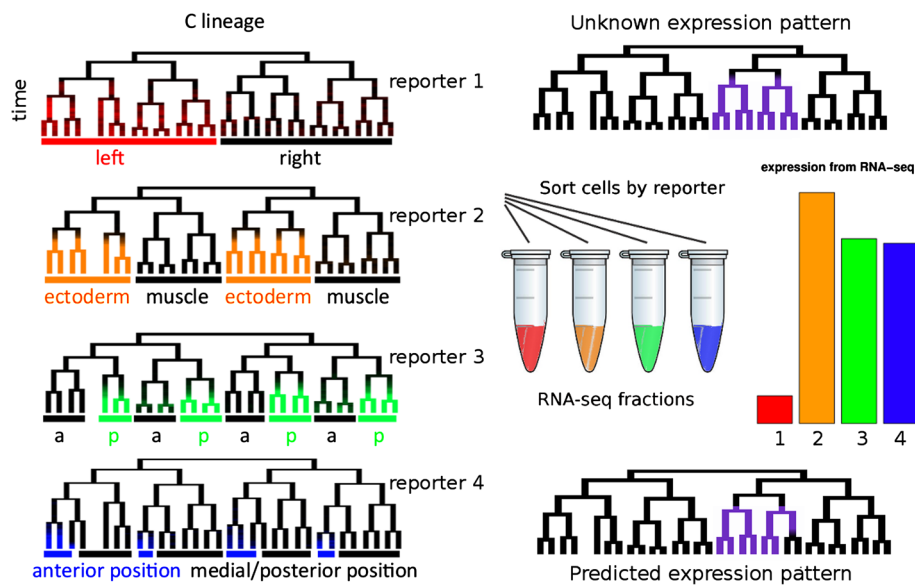 C lineage
time
reporter 1
left
right
reporter 2
ectoderm
muscle
ectoderm
muscle
reporter 3
a
p
a
p
a
p
a
p
reporter 4
anterior position
medial/posterior position
Unknown expression pattern
Sort cells by reporter
RNA-seq fractions
expression from RNA−seq
1
2
3
4
Predicted expression pattern